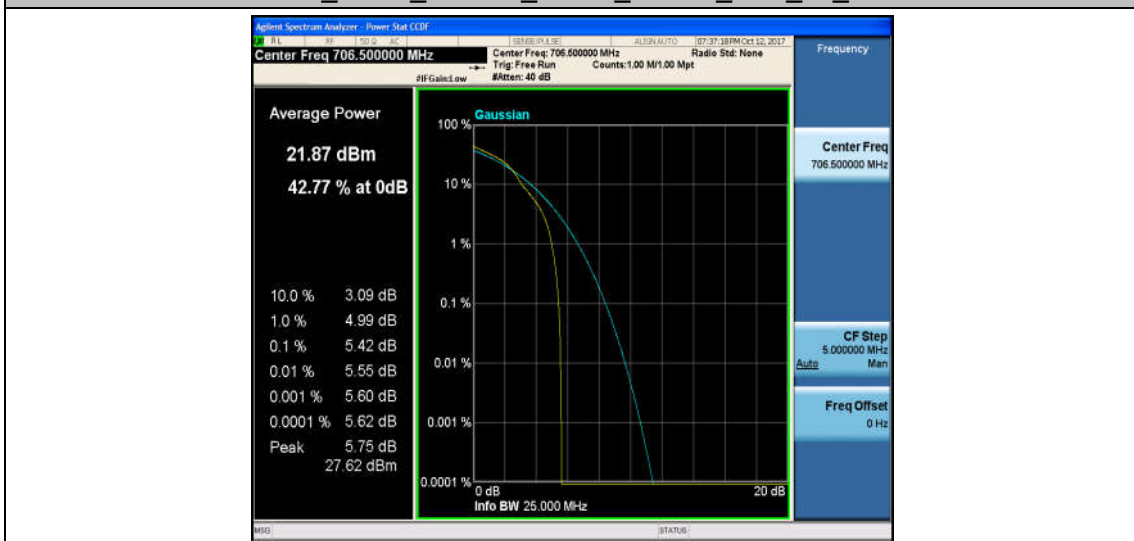 Agilent Spectrum Analyzer - Power Stat CCDF
RL RF 50 Ω AC SENSE:PULSE ALIGN AUTO 07:37:18 PM Oct 12, 2017
Center Freq 706.500000 MHz
Center Freq: 706.500000 MHz Radio Std: None
Trig: Free Run Counts:1.00 M/1.00 Mpt
#IFGain:Low #Atten: 40 dB
Frequency
Average Power
21.87 dBm
42.77 % at 0dB
10.0 % 3.09 dB
1.0 % 4.99 dB
0.1 % 5.42 dB
0.01 % 5.55 dB
0.001 % 5.60 dB
0.0001 % 5.62 dB
Peak 5.75 dB
27.62 dBm
Gaussian
100 %
10 %
1 %
0.1 %
0.01 %
0.001 %
0.0001 %
0 dB 20 dB
Info BW 25.000 MHz
Center Freq
706.500000 MHz
CF Step
5.000000 MHz
Auto Man
Freq Offset
0 Hz
MSG STATUS